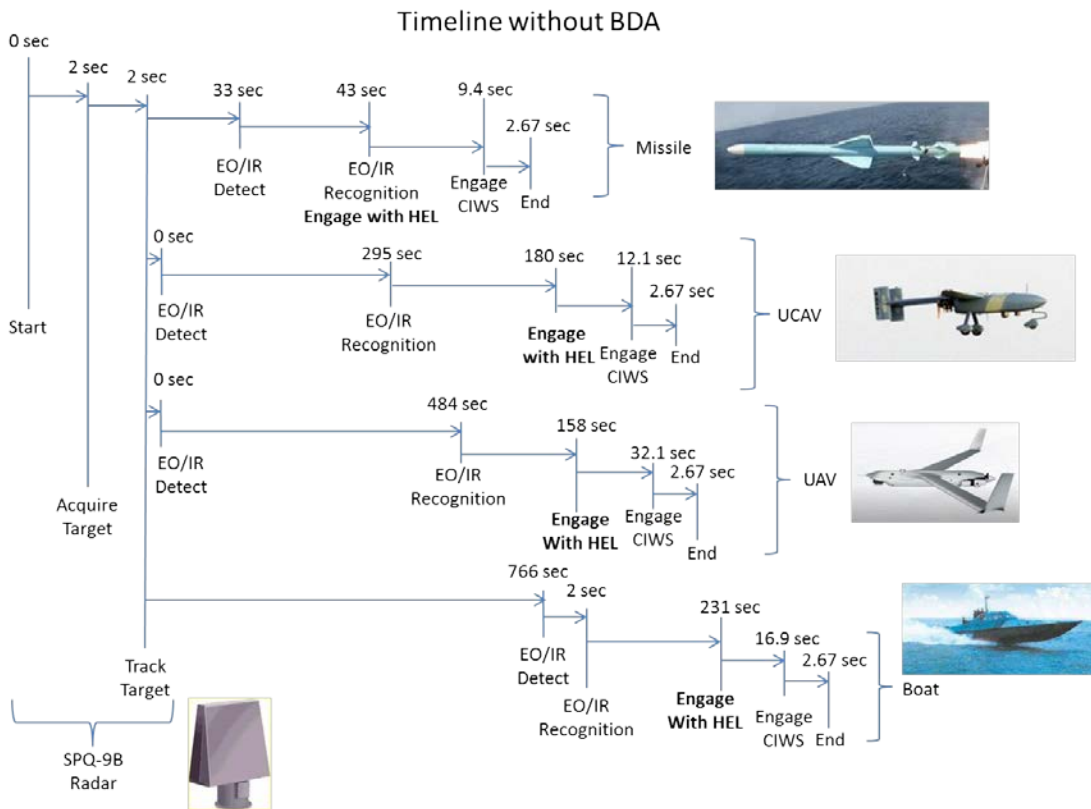 Timeline without BDA
0 sec
2 sec
2 sec
Start
Acquire
Target
Track
Target
SPQ-9B
Radar
33 sec
43 sec
9.4 sec
2.67 sec
EO/IR
Detect
EO/IR
Recognition
Engage with HEL
Engage
CIWS
End
Missile
0 sec
295 sec
180 sec
12.1 sec
2.67 sec
EO/IR
Detect
EO/IR
Recognition
Engage
with HEL
Engage
CIWS
End
UCAV
0 sec
484 sec
158 sec
32.1 sec
2.67 sec
EO/IR
Detect
EO/IR
Recognition
Engage
With HEL
Engage
CIWS
End
UAV
766 sec
2 sec
231 sec
16.9 sec
2.67 sec
EO/IR
Detect
EO/IR
Recognition
Engage
With HEL
Engage
CIWS
End
Boat